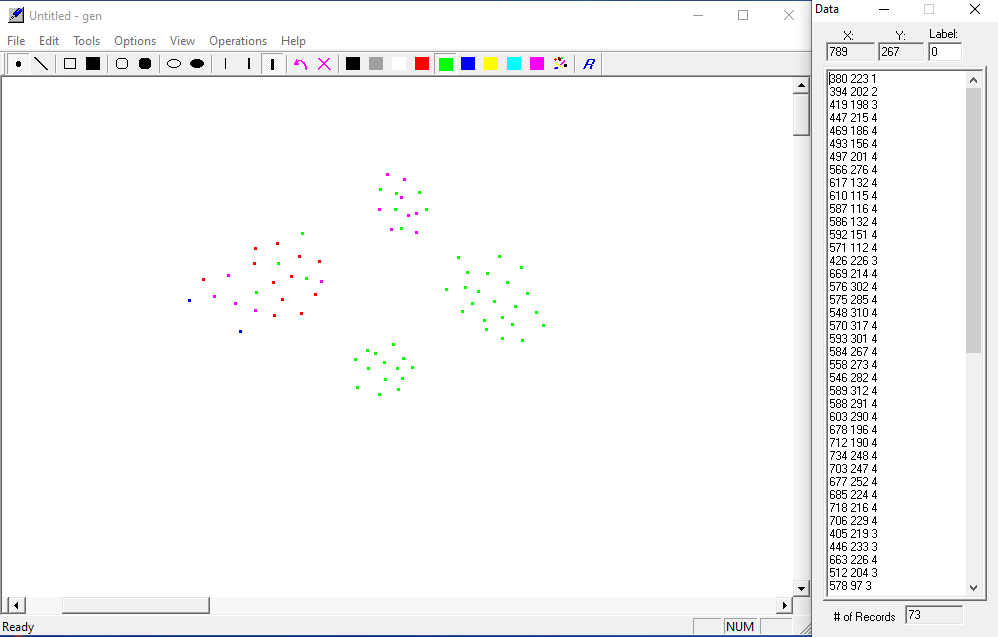 Untitled - gen
File Edit Tools Options View Operations Help
R
Ready
NUM
Data
X: Y: Label:
789 267 0
380 223 1
394 202 2
419 198 3
447 215 4
469 186 4
493 156 4
497 201 4
566 276 4
617 132 4
610 115 4
587 116 4
586 132 4
592 151 4
571 112 4
426 226 3
669 214 4
576 302 4
575 285 4
548 310 4
570 317 4
593 301 4
584 267 4
558 273 4
546 282 4
589 312 4
588 291 4
603 290 4
678 196 4
712 190 4
734 248 4
703 247 4
677 252 4
685 224 4
718 216 4
706 229 4
405 219 3
446 233 3
663 226 4
512 204 3
578 97 3
# of Records 73